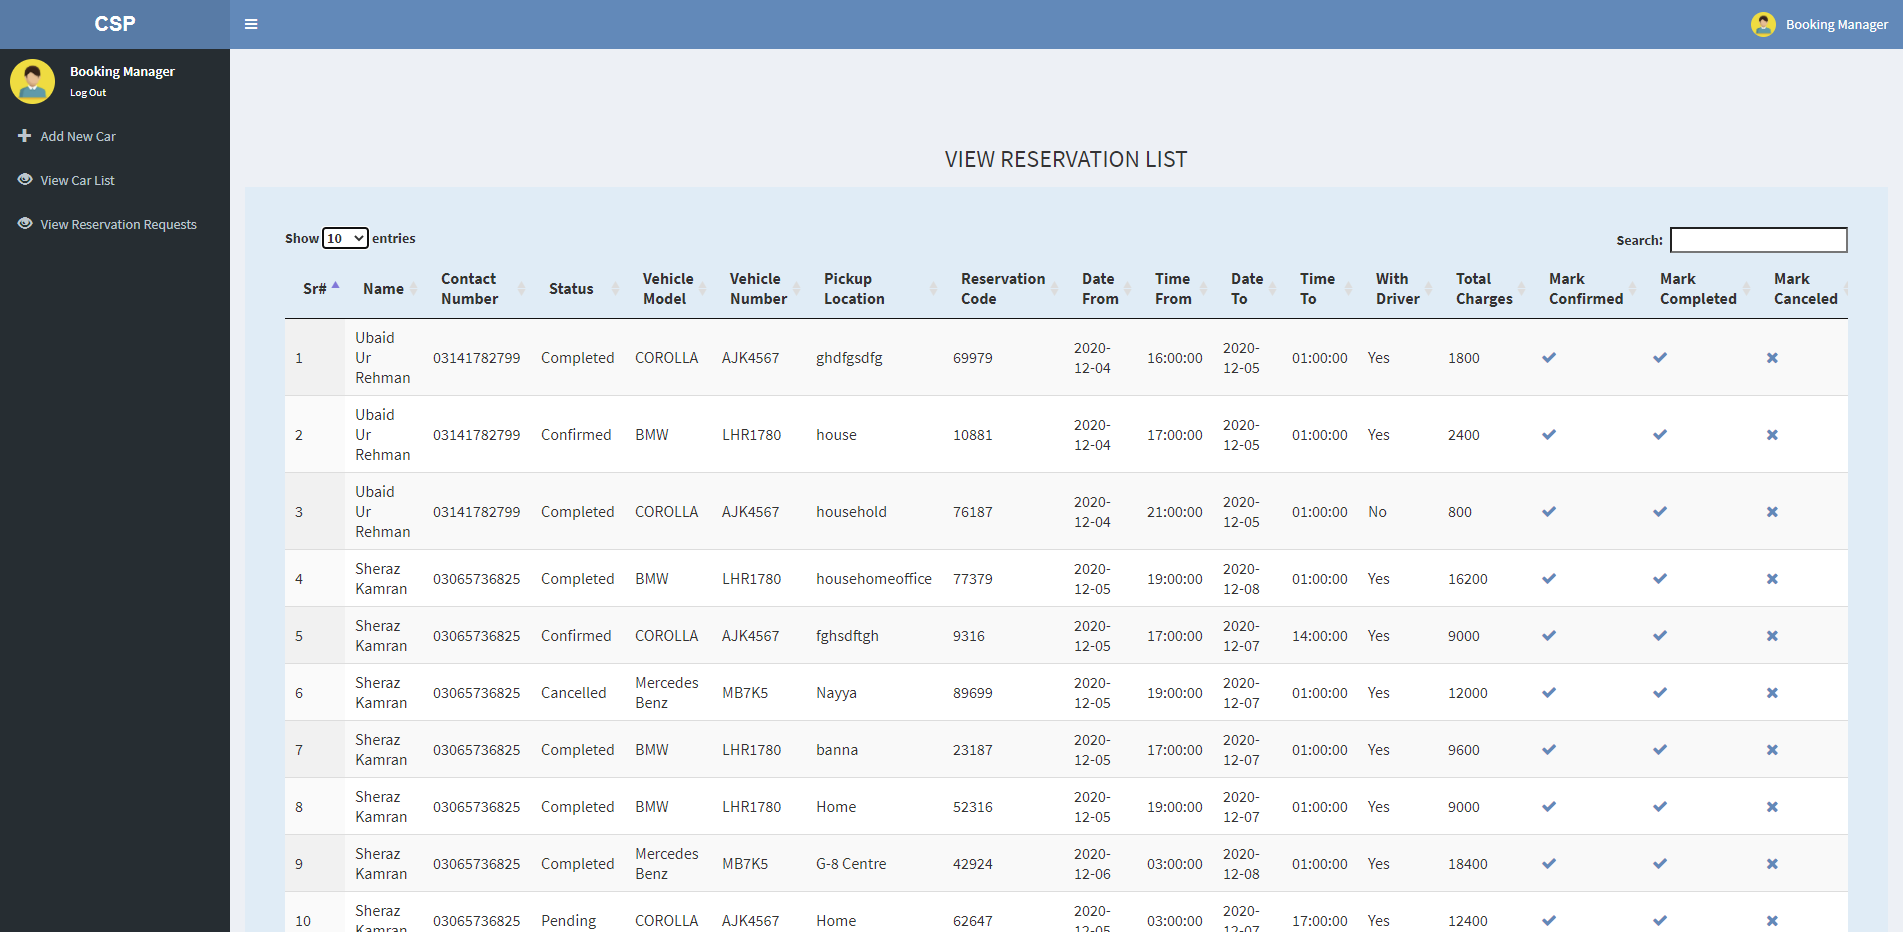 CSP
Booking Manager
Booking Manager
Log Out
Add New Car
View Car List
View Reservation Requests
VIEW RESERVATION LIST
Show 10 entries
Search:
Sr# Name Contact Number Status Vehicle Model Vehicle Number Pickup Location Reservation Code Date From Time From Date To Time To With Driver Total Charges Mark Confirmed Mark Completed Mark Canceled
1 Ubaid Ur Rehman 03141782799 Completed COROLLA AJK4567 ghdfgsdfg 69979 2020-12-04 16:00:00 2020-12-05 01:00:00 Yes 1800
2 Ubaid Ur Rehman 03141782799 Confirmed BMW LHR1780 house 10881 2020-12-04 17:00:00 2020-12-05 01:00:00 Yes 2400
3 Ubaid Ur Rehman 03141782799 Completed COROLLA AJK4567 household 76187 2020-12-04 21:00:00 2020-12-05 01:00:00 No 800
4 Sheraz Kamran 03065736825 Completed BMW LHR1780 househomeoffice 77379 2020-12-05 19:00:00 2020-12-08 01:00:00 Yes 16200
5 Sheraz Kamran 03065736825 Confirmed COROLLA AJK4567 fghsdftgh 9316 2020-12-05 17:00:00 2020-12-07 14:00:00 Yes 9000
6 Sheraz Kamran 03065736825 Cancelled Mercedes Benz MB7K5 Nayya 89699 2020-12-05 19:00:00 2020-12-07 01:00:00 Yes 12000
7 Sheraz Kamran 03065736825 Completed BMW LHR1780 banna 23187 2020-12-05 17:00:00 2020-12-07 01:00:00 Yes 9600
8 Sheraz Kamran 03065736825 Completed BMW LHR1780 Home 52316 2020-12-05 19:00:00 2020-12-07 01:00:00 Yes 9000
9 Sheraz Kamran 03065736825 Completed Mercedes Benz MB7K5 G-8 Centre 42924 2020-12-06 03:00:00 2020-12-08 01:00:00 Yes 18400
10 Sheraz Kamran 03065736825 Pending COROLLA AJK4567 Home 62647 2020-12-05 03:00:00 2020-12-07 17:00:00 Yes 12400